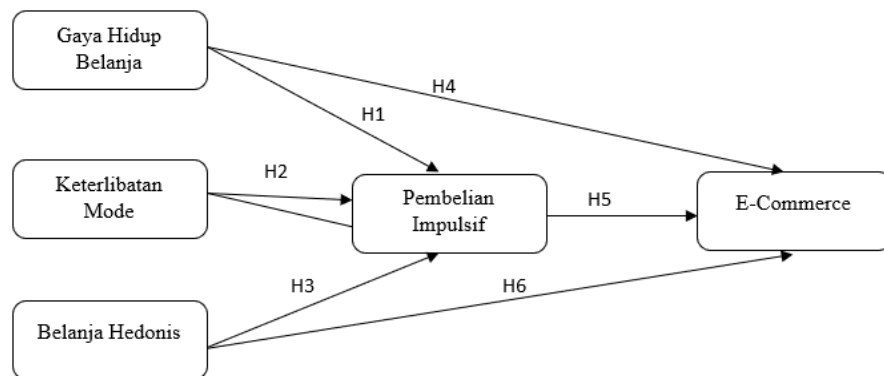 Gaya Hidup
Belanja
H4
H1
Keterlibatan
Mode
H2
Pembelian
Impulsif
H5
E-Commerce
H3
H6
Belanja Hedonis